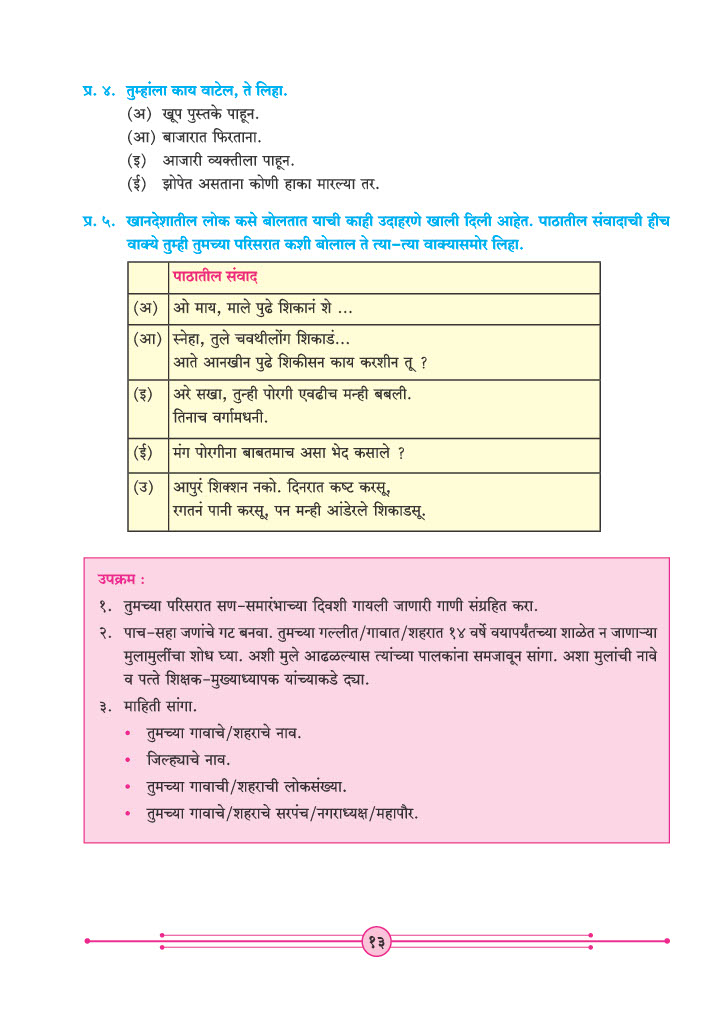 प्र. ४. तुम्हांला काय वाटेल, ते लिहा.
(अ) खूप पुस्तके पाहून.
(आ) बाजारात फिरताना.
(इ) आजारी व्यक्तीला पाहून.
(ई) झोपेत असताना कोणी हाका मारल्या तर.
प्र. ५. खानदेशातील लोक कसे बोलतात याची काही उदाहरणे खाली दिली आहेत. पाठातील संवादाची हीच
वाक्ये तुम्ही तुमच्या परिसरात कशी बोलाल ते त्या-त्या वाक्यासमोर लिहा.
पाठातील संवाद
(अ) ओ माय, माले पुढे शिकानं शे ...
(आ) स्नेहा, तुले चवथीलोंग शिकाडं...
आते आनखीन पुढे शिकीसन काय करशीन तू ?
(इ) अरे सखा, तुन्ही पोरगी एवढीच मन्ही बबली.
तिनाच वर्गामधनी.
(ई) मंग पोरगीना बाबतमाच असा भेद कसाले ?
(उ) आपुरं शिक्शन नको. दिनरात कष्ट करसू,
रगतनं पानी करसू, पन मन्ही आंडेरले शिकाडसू.
उपक्रम :
१. तुमच्या परिसरात सण-समारंभाच्या दिवशी गायली जाणारी गाणी संग्रहित करा.
२. पाच-सहा जणांचे गट बनवा. तुमच्या गल्लीत/गावात/शहरात १४ वर्षे वयापर्यंतच्या शाळेत न जाणाऱ्या
मुलामुलींचा शोध घ्या. अशी मुले आढळल्यास त्यांच्या पालकांना समजावून सांगा. अशा मुलांची नावे
व पत्ते शिक्षक-मुख्याध्यापक यांच्याकडे द्या.
३. माहिती सांगा.
• तुमच्या गावाचे/शहराचे नाव.
• जिल्ह्याचे नाव.
• तुमच्या गावाची/शहराची लोकसंख्या.
• तुमच्या गावाचे/शहराचे सरपंच/नगराध्यक्ष/महापौर.
१३